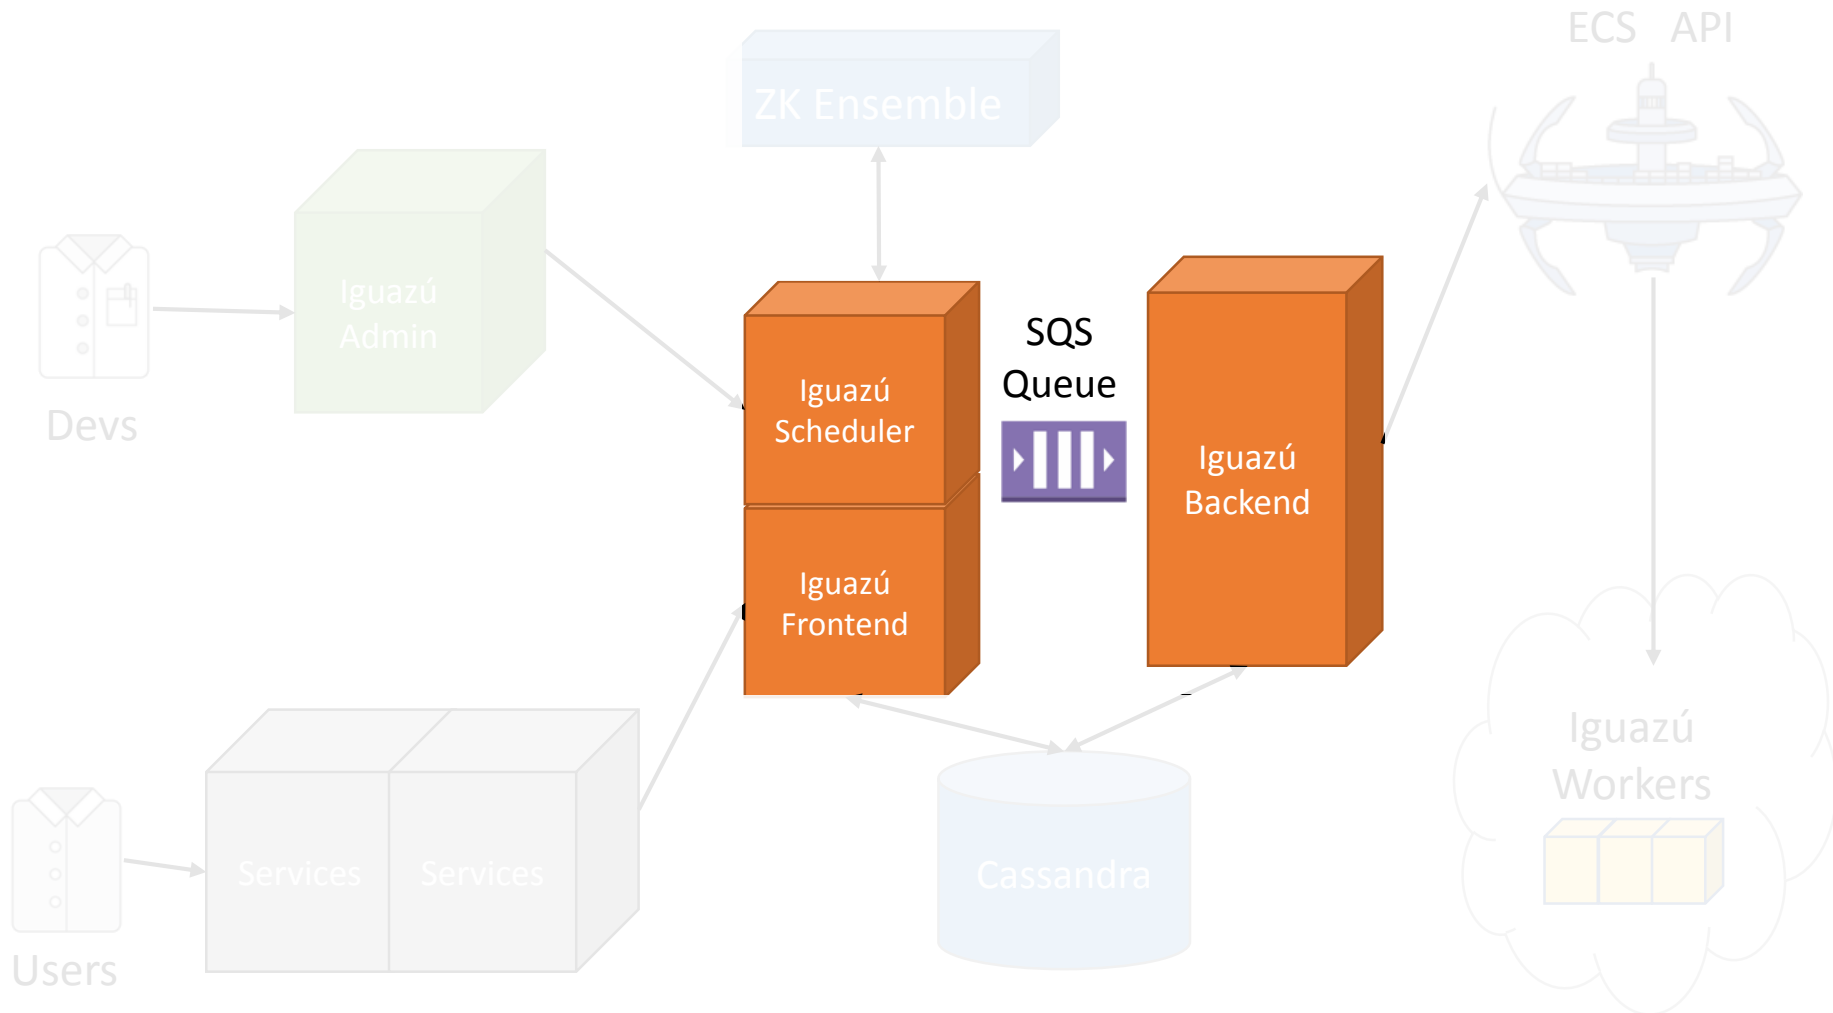 ECS API
ZK Ensemble
Iguazú
Admin
Devs
SQS
Queue
Iguazú
Scheduler
Iguazú
Backend
Iguazú
Frontend
Iguazú
Workers
Services
Services
Cassandra
Users